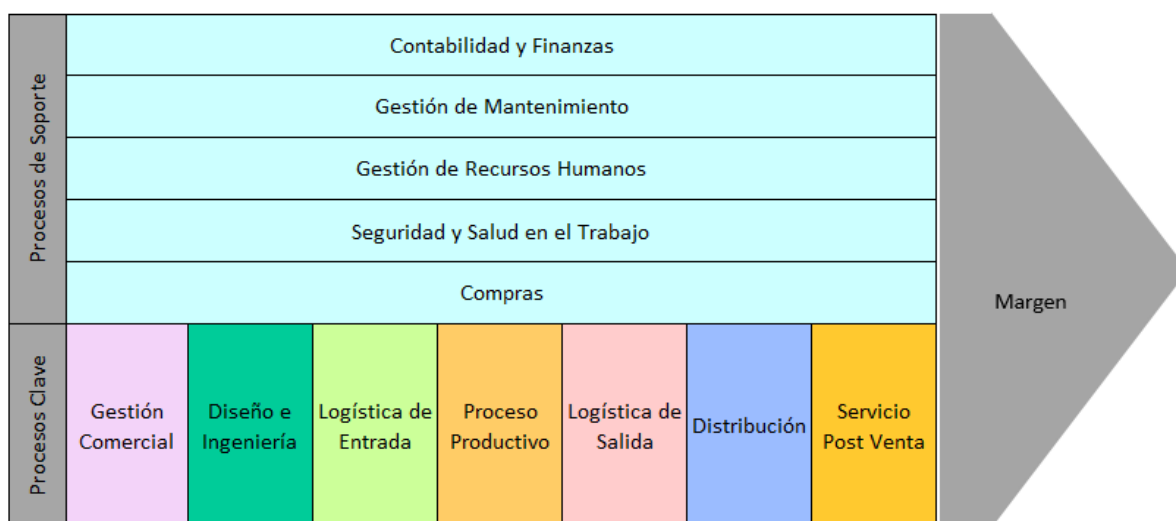 Procesos de Soporte
Contabilidad y Finanzas
Gestión de Mantenimiento
Gestión de Recursos Humanos
Seguridad y Salud en el Trabajo
Compras
Margen
Procesos Clave
Gestión
Comercial
Diseño e
Ingeniería
Logística de
Entrada
Proceso
Productivo
Logística de
Salida
Distribución
Servicio
Post Venta